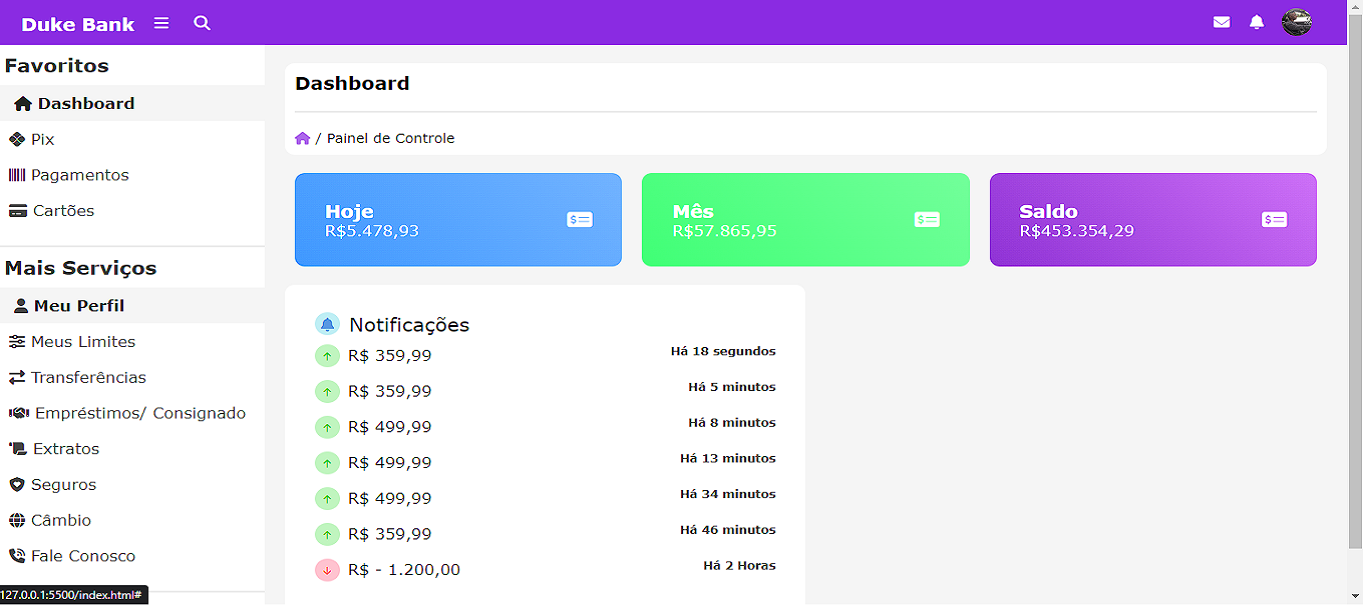 Duke Bank
Favoritos
Dashboard
Pix
Pagamentos
Cartões
Mais Serviços
Meu Perfil
Meus Limites
Transferências
Empréstimos/ Consignado
Extratos
Seguros
Câmbio
Fale Conosco
127.0.0.1:5500/index.html#
Dashboard
/ Painel de Controle
Hoje
R$5.478,93
Mês
R$57.865,95
Saldo
R$453.354,29
Notificações
R$ 359,99 Há 18 segundos
R$ 359,99 Há 5 minutos
R$ 499,99 Há 8 minutos
R$ 499,99 Há 13 minutos
R$ 499,99 Há 34 minutos
R$ 359,99 Há 46 minutos
R$ - 1.200,00 Há 2 Horas